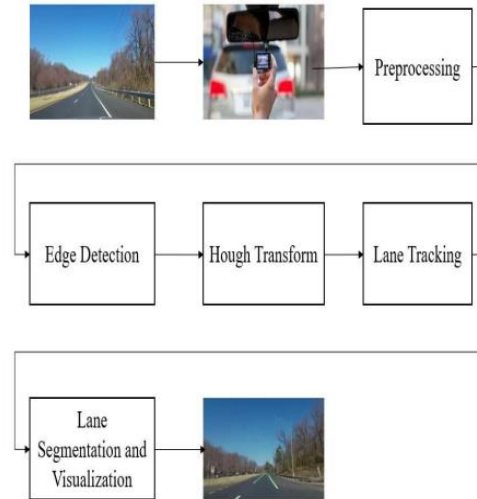 Preprocessing
Edge Detection
Hough Transform
Lane Tracking
Lane
Segmentation and
Visualization